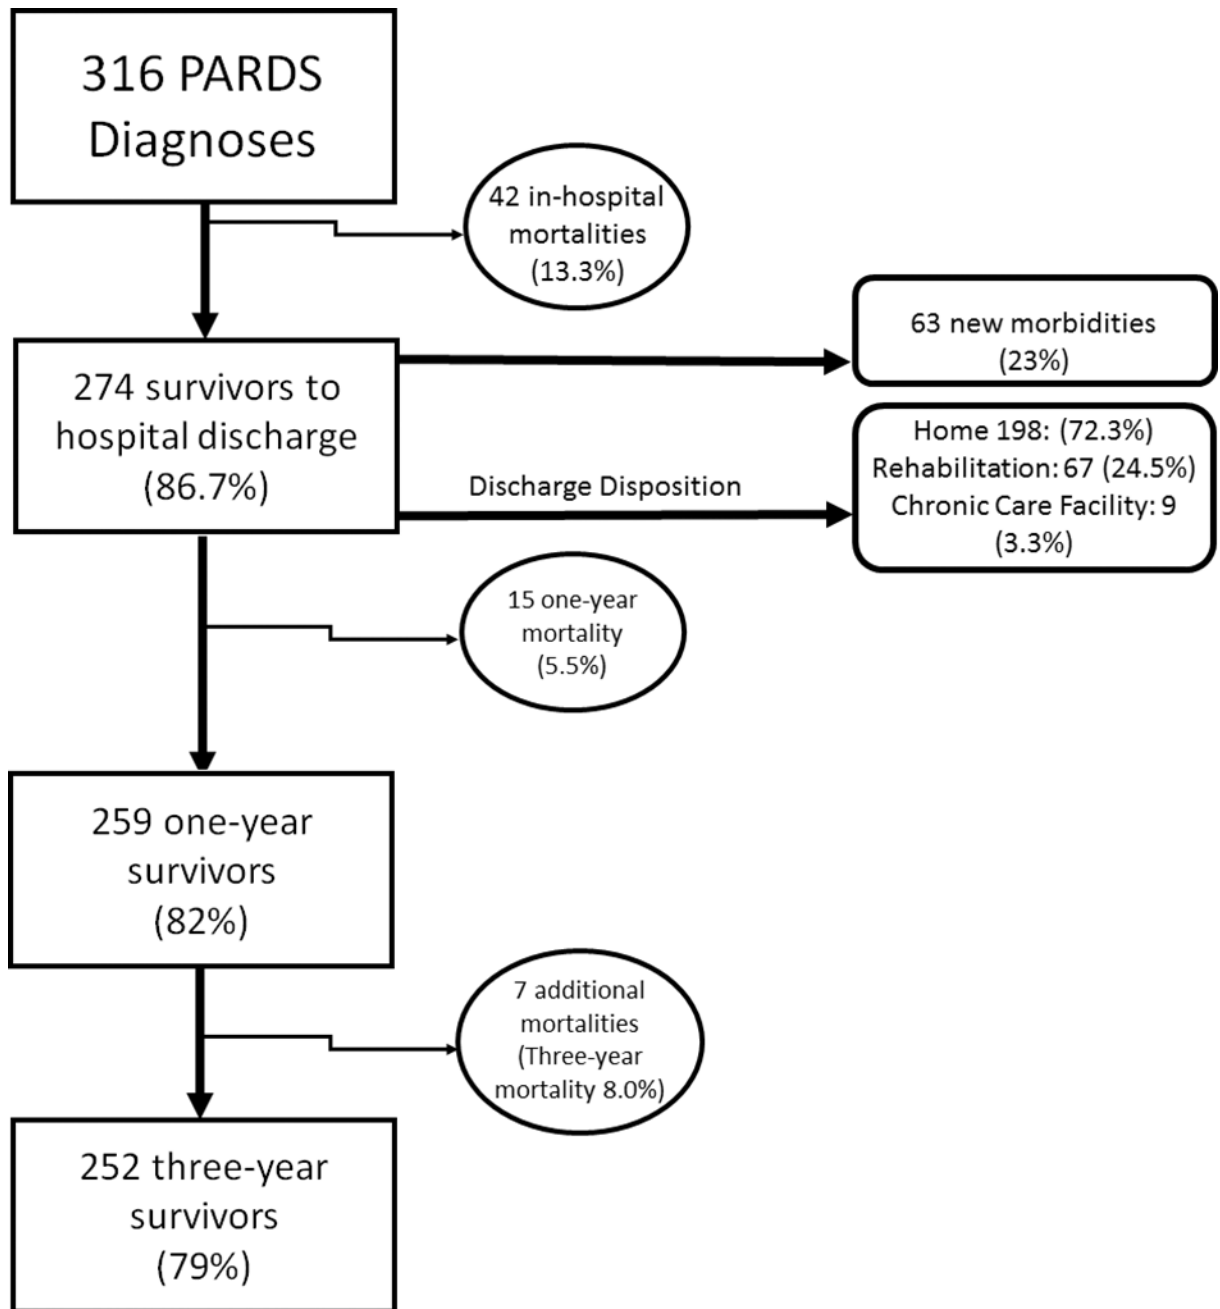 316 PARDS
Diagnoses
42 in-hospital
mortalities
(13.3%)
63 new morbidities
(23%)
274 survivors to
hospital discharge
(86.7%)
Home 198: (72.3%)
Rehabilitation: 67 (24.5%)
Chronic Care Facility: 9
(3.3%)
Discharge Disposition
15 one-year
mortality
(5.5%)
259 one-year
survivors
(82%)
7 additional
mortalities
(Three-year
mortality 8.0%)
252 three-year
survivors
(79%)